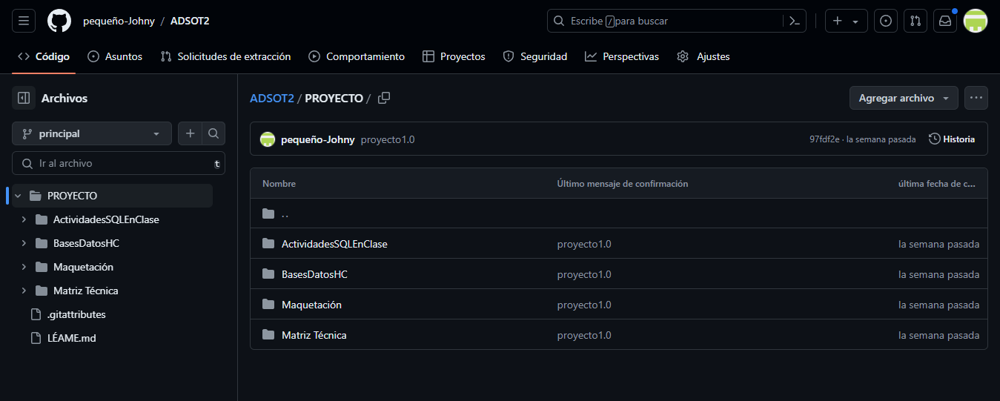 pequeño-Johny / ADSOT2
Escribe / para buscar
Código Asuntos Solicitudes de extracción Comportamiento Proyectos Seguridad Perspectivas Ajustes
Archivos
principal
Ir al archivo t
PROYECTO
ActividadesSQLEnClase
BasesDatosHC
Maquetación
Matriz Técnica
.gitattributes
LÉAME.md
ADSOT2 / PROYECTO /
Agregar archivo
pequeño-Johny proyecto1.0 97fdf2e · la semana pasada Historia
Nombre Último mensaje de confirmación última fecha de c...
..
ActividadesSQLEnClase proyecto1.0 la semana pasada
BasesDatosHC proyecto1.0 la semana pasada
Maquetación proyecto1.0 la semana pasada
Matriz Técnica proyecto1.0 la semana pasada